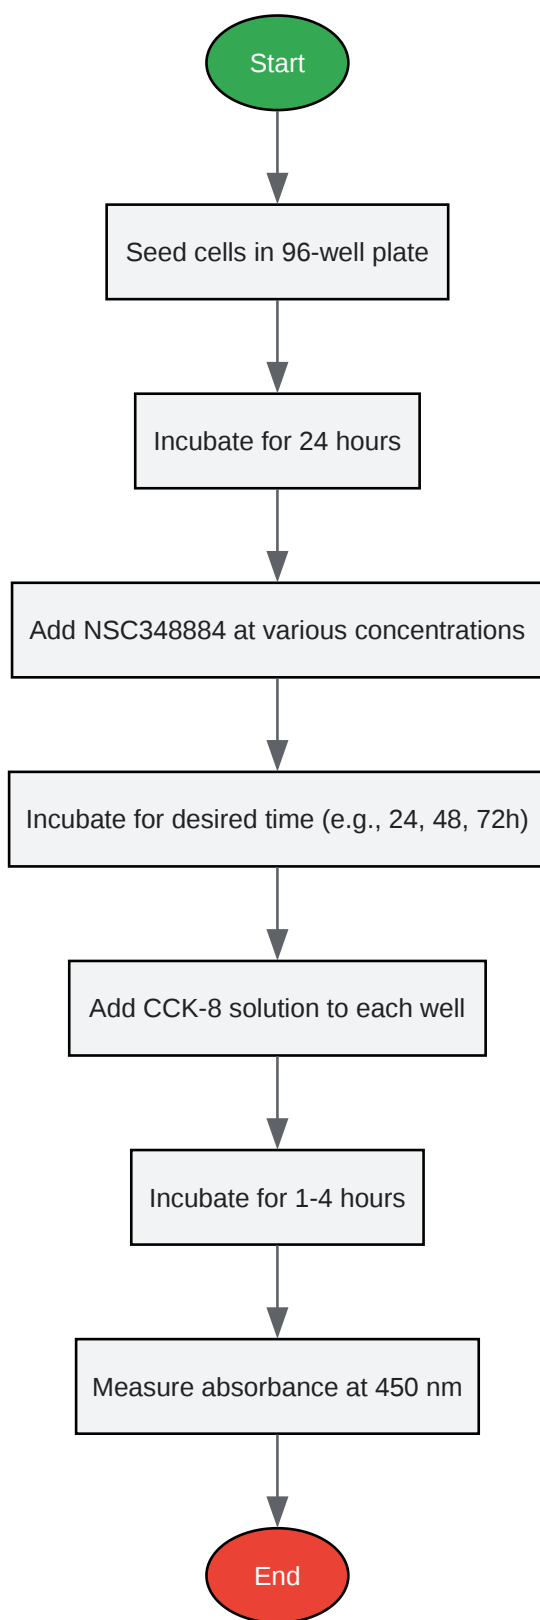 Start
Seed cells in 96-well plate
Incubate for 24 hours
Add NSC348884 at various concentrations
Incubate for desired time (e.g., 24, 48, 72h)
Add CCK-8 solution to each well
Incubate for 1-4 hours
Measure absorbance at 450 nm
End